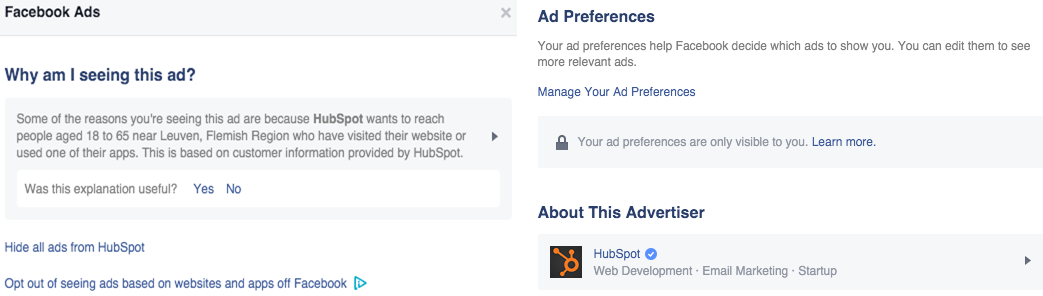 Facebook Ads
Why am I seeing this ad?
Some of the reasons you're seeing this ad are because HubSpot wants to reach
people aged 18 to 65 near Leuven, Flemish Region who have visited their website or
used one of their apps. This is based on customer information provided by HubSpot.
Was this explanation useful? Yes No
Hide all ads from HubSpot
Opt out of seeing ads based on websites and apps off Facebook
Ad Preferences
Your ad preferences help Facebook decide which ads to show you. You can edit them to see
more relevant ads.
Manage Your Ad Preferences
Your ad preferences are only visible to you. Learn more.
About This Advertiser
HubSpot
Web Development · Email Marketing · Startup